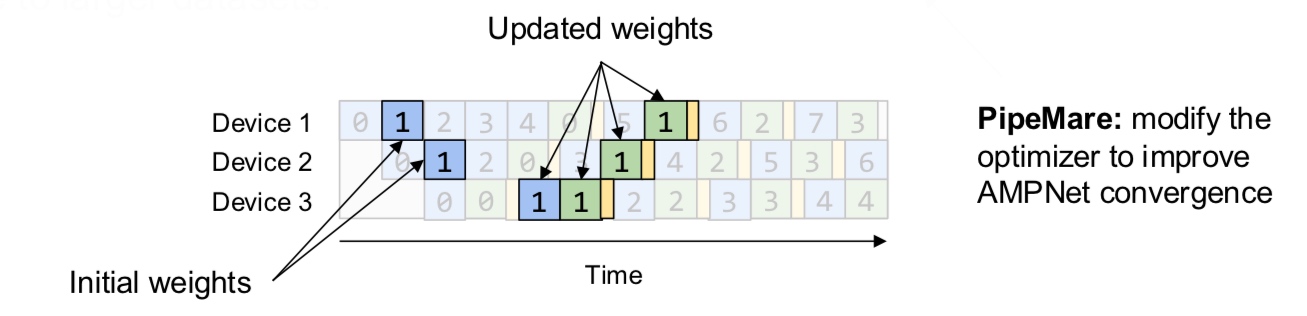 Updated weights
Device 1 0 1 2 3 4 0 5 1 6 2 7 3
Device 2 0 1 2 0 3 1 4 2 5 3 6
Device 3 0 0 1 1 2 2 3 3 4 4
Initial weights
Time
PipeMare: modify the
optimizer to improve
AMPNet convergence